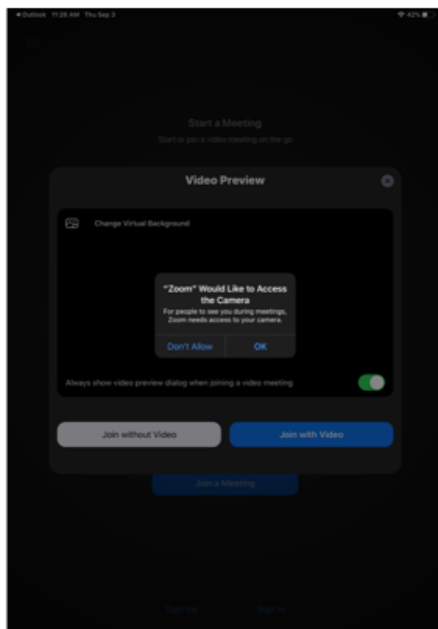 ◀ Outlook 11:26 AM Thu Sep 3 42%
Start a Meeting
Start or join a video meeting on the go
Video Preview
Change Virtual Background
"Zoom" Would Like to Access
the Camera
For people to see you during meetings,
Zoom needs access to your camera.
Don't Allow OK
Always show video preview dialog when joining a video meeting
Join without Video Join with Video
Join a Meeting
Sign Up Sign In